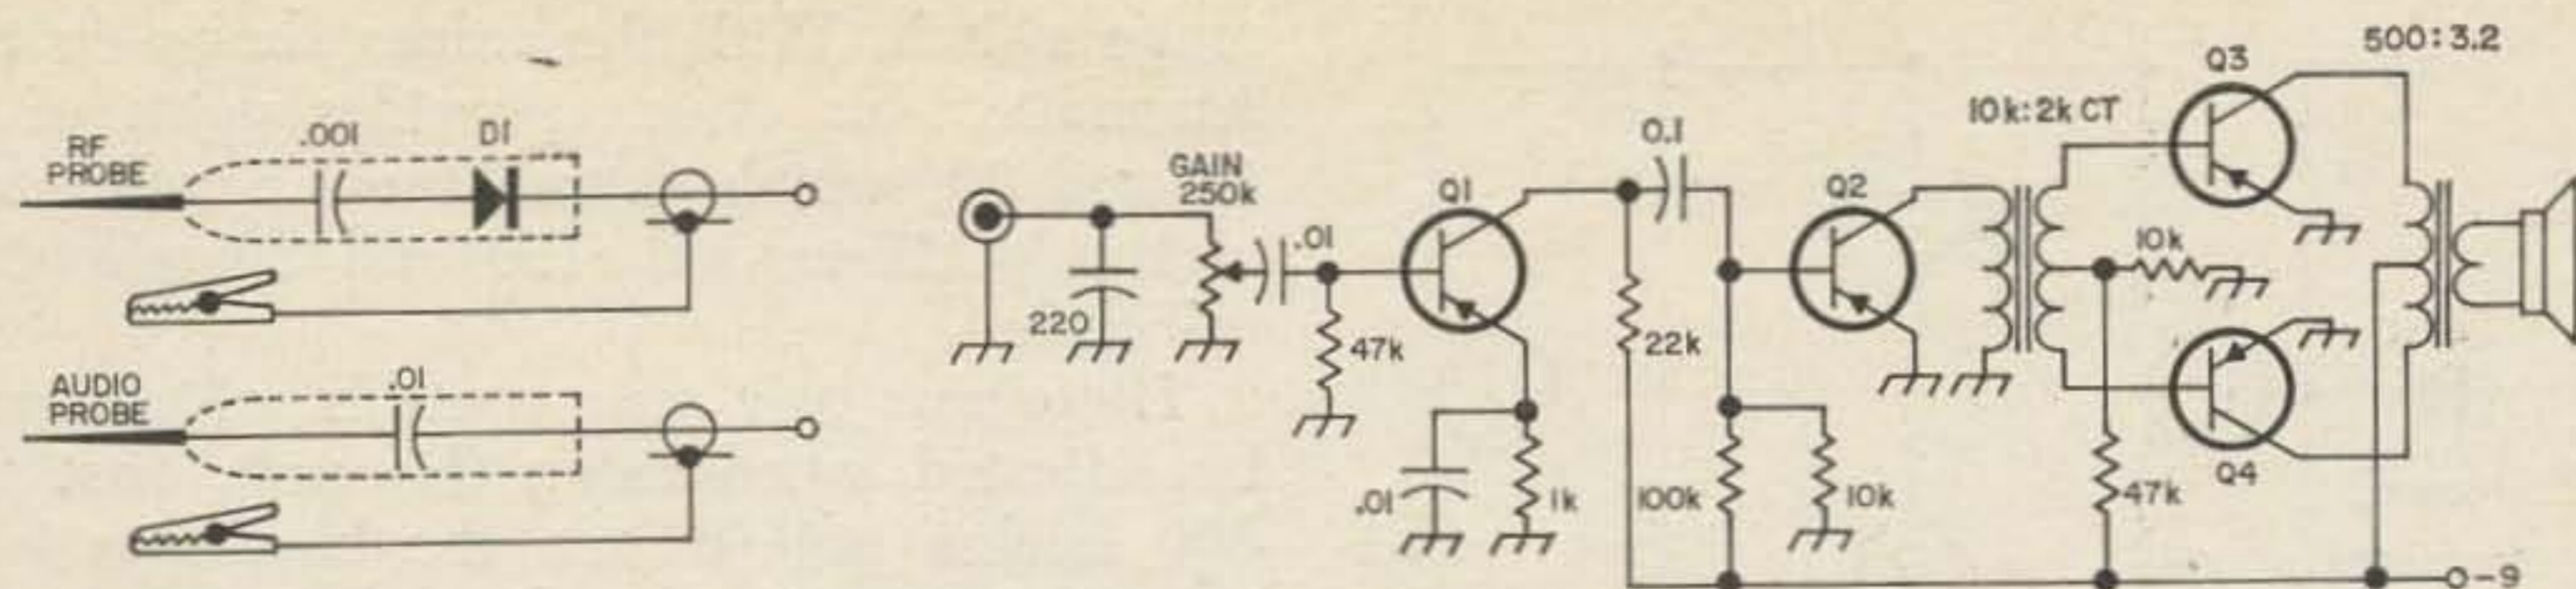 RF
PROBE
.001
D1
AUDIO
PROBE
.01
220
GAIN
250k
.01
47k
Q1
.01
1k
0.1
22k
100k
10k
Q2
10k:2k CT
10k
47k
Q3
Q4
500:3.2
-9